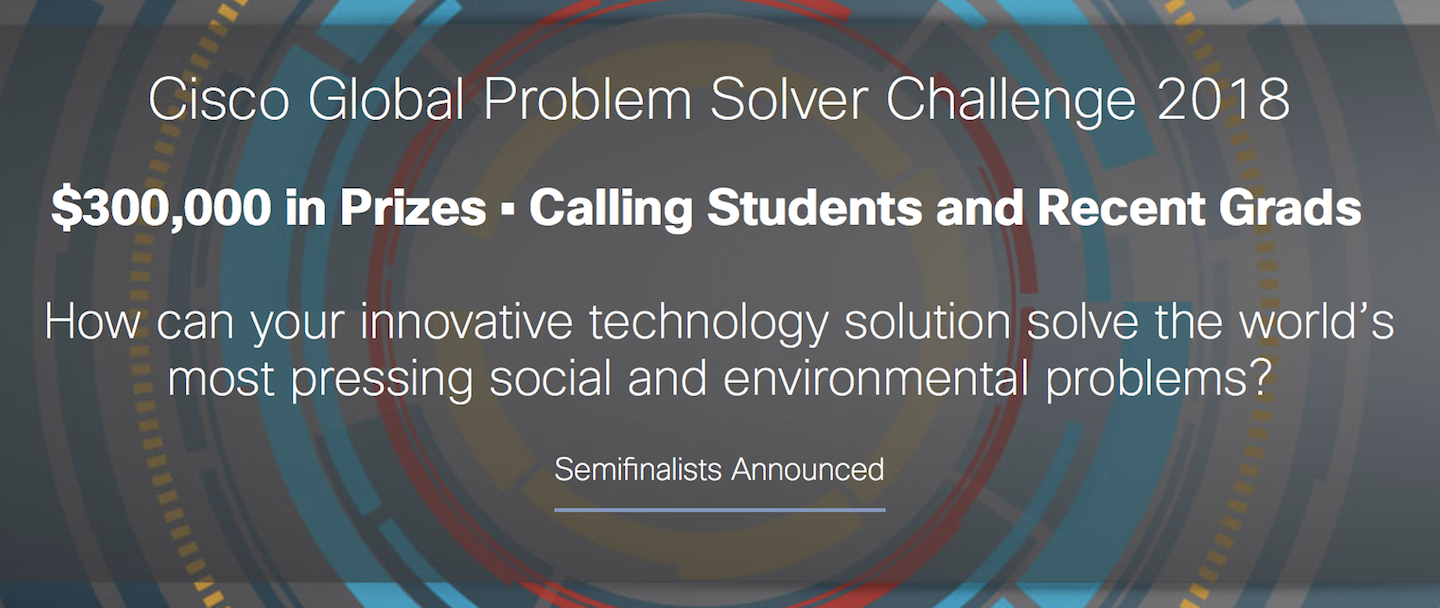 Cisco Global Problem Solver Challenge 2018
$300,000 in Prizes ▪ Calling Students and Recent Grads
How can your innovative technology solution solve the world’s
most pressing social and environmental problems?
Semifinalists Announced